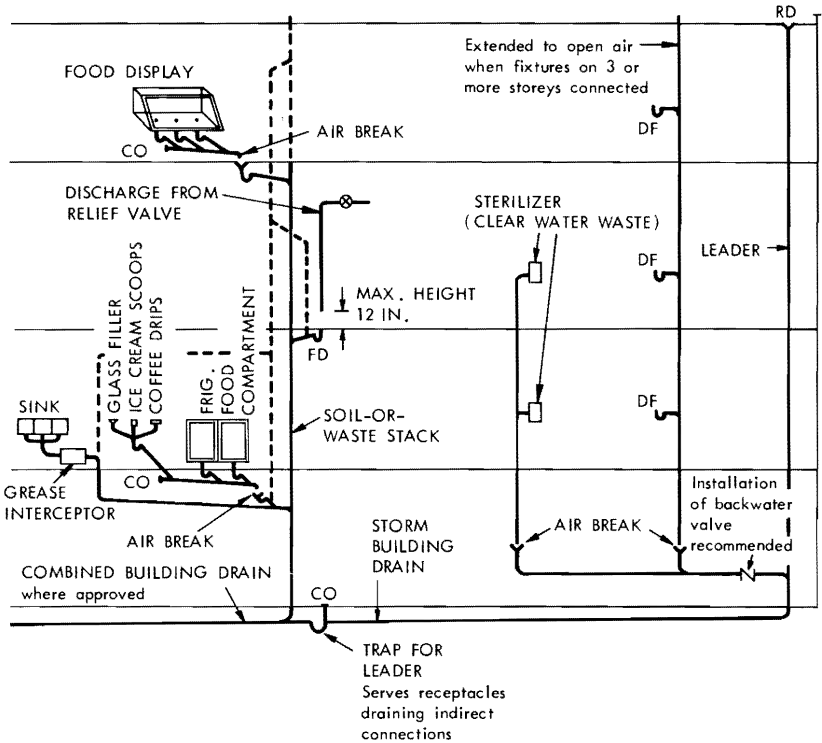 RD
Extended to open air
when fixtures on 3 or
more storeys connected
FOOD DISPLAY
DF
AIR BREAK
CO
DISCHARGE FROM
RELIEF VALVE
STERILIZER
(CLEAR WATER WASTE)
LEADER
DF
MAX. HEIGHT
12 IN.
GLASS FILLER
ICE CREAM SCOOPS
COFFEE DRIPS
FRIG.
FOOD
COMPARTMENT
FD
SINK
DF
SOIL-OR-
WASTE STACK
CO
GREASE
INTERCEPTOR
Installation
of backwater
valve
recommended
AIR BREAK
STORM
BUILDING
DRAIN
AIR BREAK
COMBINED BUILDING DRAIN
where approved
CO
TRAP FOR
LEADER
Serves receptacles
draining indirect
connections